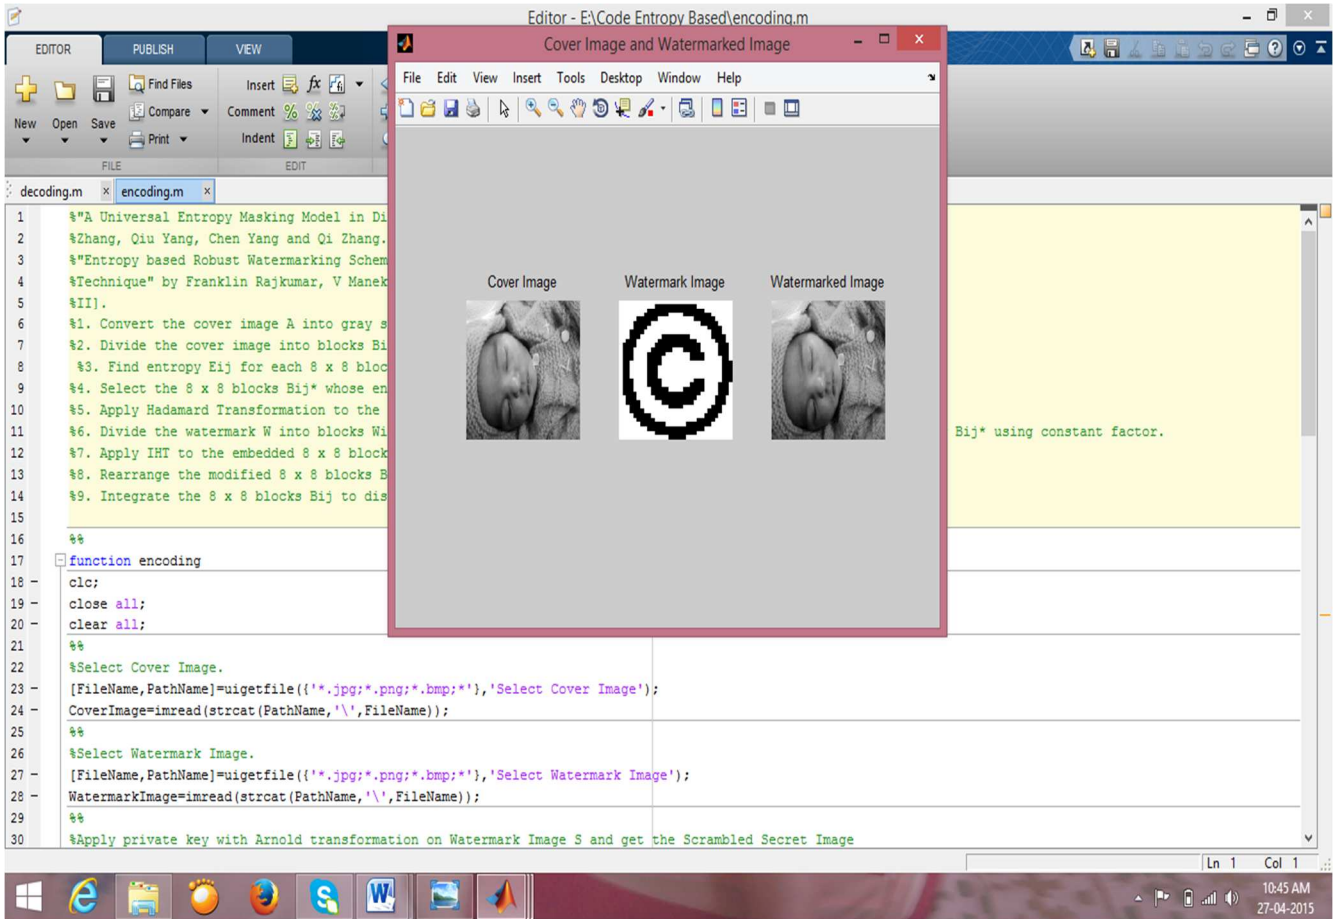 Editor - E:\Code Entropy Based\encoding.m
EDITOR PUBLISH VIEW
New Open Save
Find Files
Compare
Print
FILE
Insert fx
Comment
Indent
EDIT
decoding.m x encoding.m x
Cover Image and Watermarked Image
File Edit View Insert Tools Desktop Window Help
Cover Image Watermark Image Watermarked Image
1 %"A Universal Entropy Masking Model in Di
2 %Zhang, Qiu Yang, Chen Yang and Qi Zhang.
3 %"Entropy based Robust Watermarking Schem
4 %Technique" by Franklin Rajkumar, V Manek
5 %II].
6 %1. Convert the cover image A into gray s
7 %2. Divide the cover image into blocks Bi
8 %3. Find entropy Eij for each 8 x 8 bloc
9 %4. Select the 8 x 8 blocks Bij* whose en
10 %5. Apply Hadamard Transformation to the
11 %6. Divide the watermark W into blocks Wi Bij* using constant factor.
12 %7. Apply IHT to the embedded 8 x 8 block
13 %8. Rearrange the modified 8 x 8 blocks B
14 %9. Integrate the 8 x 8 blocks Bij to dis
15
16 %%
17 function encoding
18 clc;
19 close all;
20 clear all;
21 %%
22 %Select Cover Image.
23 [FileName,PathName]=uigetfile({'*.jpg;*.png;*.bmp;*'},'Select Cover Image');
24 CoverImage=imread(strcat(PathName,'\',FileName));
25 %%
26 %Select Watermark Image.
27 [FileName,PathName]=uigetfile({'*.jpg;*.png;*.bmp;*'},'Select Watermark Image');
28 WatermarkImage=imread(strcat(PathName,'\',FileName));
29 %%
30 %Apply private key with Arnold transformation on Watermark Image S and get the Scrambled Secret Image
Ln 1 Col 1
10:45 AM
27-04-2015